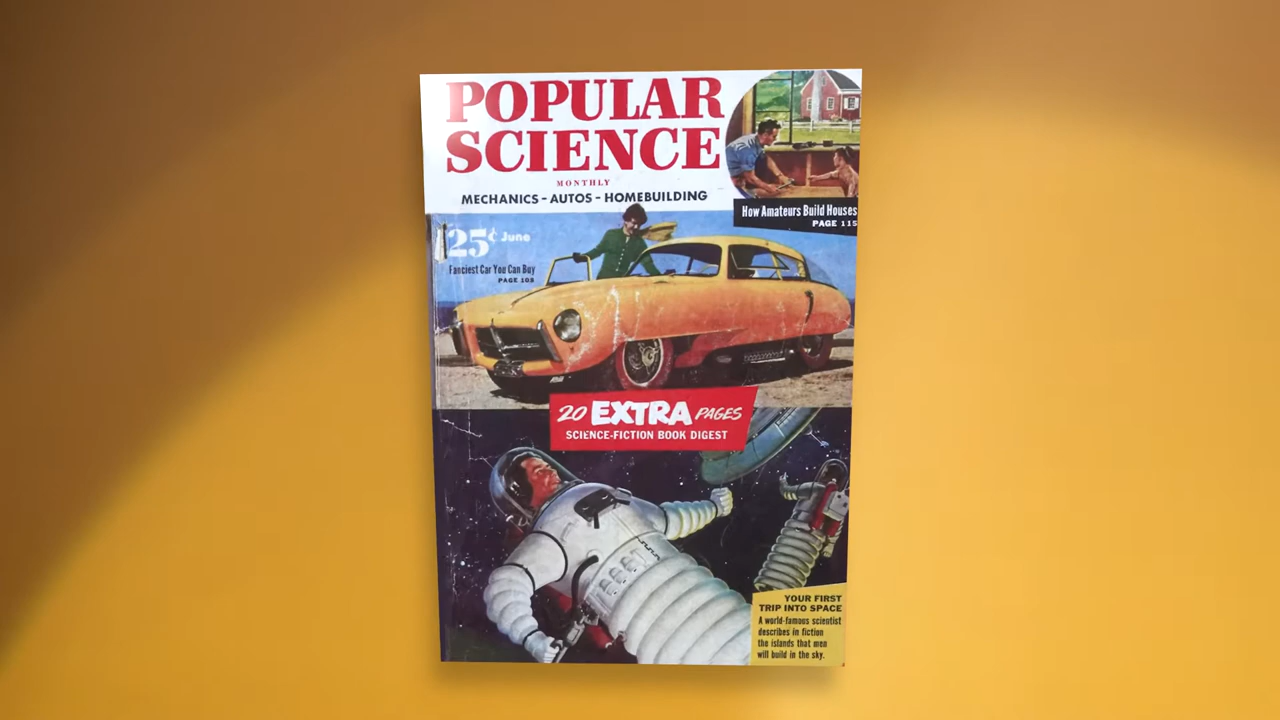 POPULAR
SCIENCE
MONTHLY
MECHANICS - AUTOS - HOMEBUILDING
How Amateurs Build Houses
PAGE 115
25¢ June
Fanciest Car You Can Buy
PAGE 108
20 EXTRA PAGES
SCIENCE-FICTION BOOK DIGEST
YOUR FIRST
TRIP INTO SPACE
A world-famous scientist
describes in fiction
the islands that men
will build in the sky.